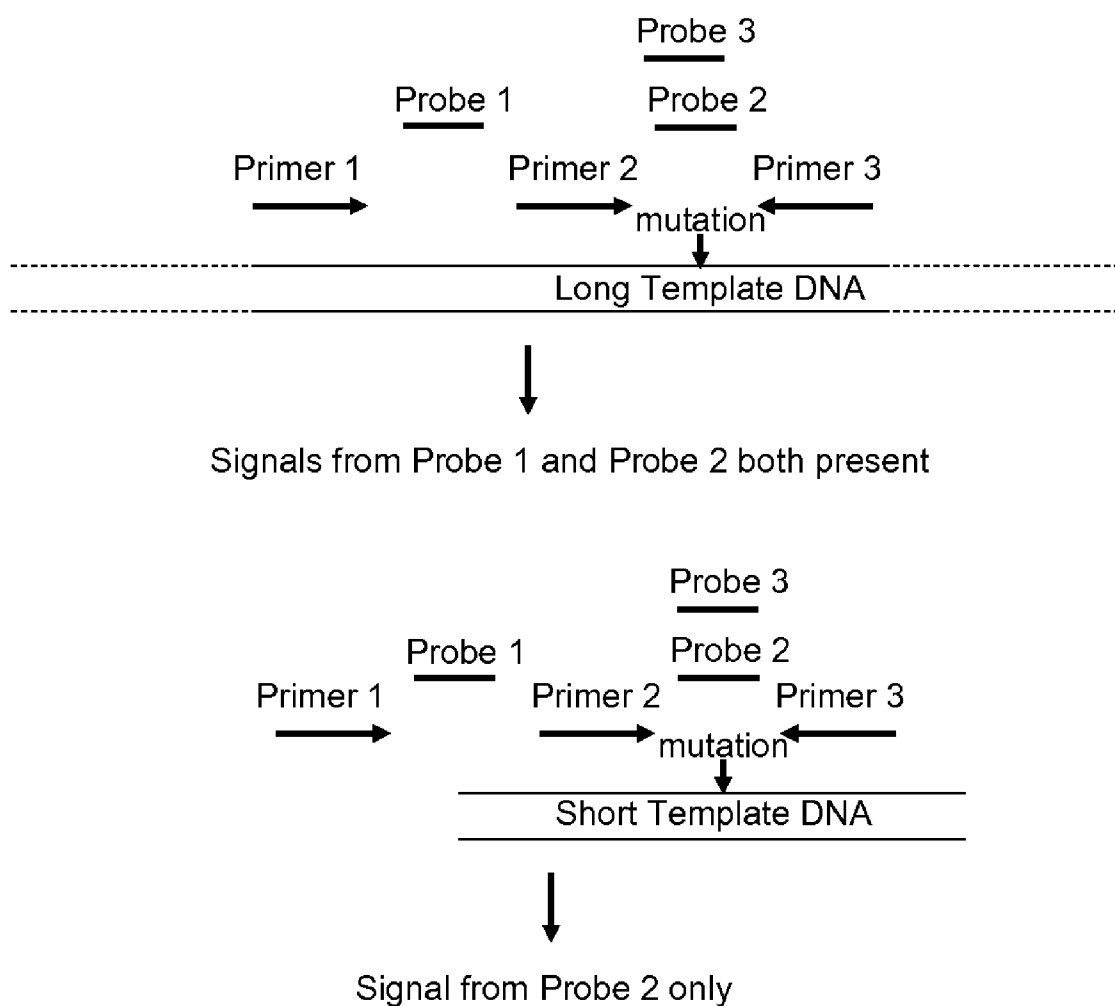 Probe 3
Probe 1
Probe 2
Primer 1
Primer 2
Primer 3
mutation
Long Template DNA
Signals from Probe 1 and Probe 2 both present
Probe 3
Probe 1
Probe 2
Primer 1
Primer 2
Primer 3
mutation
Short Template DNA
Signal from Probe 2 only